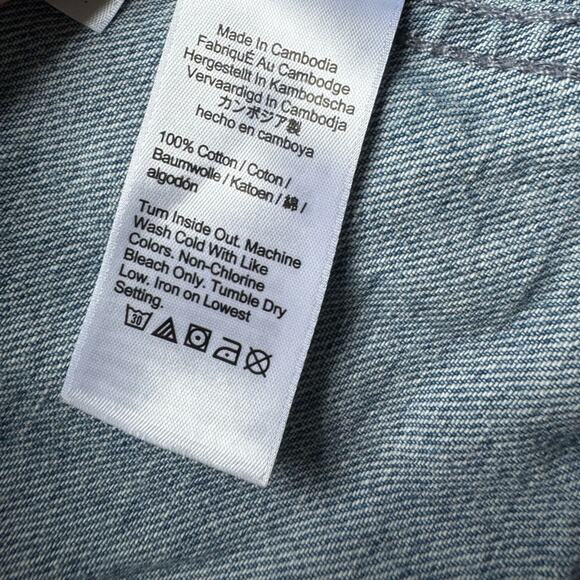 Made In Cambodia
FabriquÉ Au Cambodge
Hergestellt In Kambodscha
Vervaardigd In Cambodja
カンボジア製
hecho en camboya
100% Cotton / Coton /
Baumwolle / Katoen / 綿 /
algodón
Turn Inside Out. Machine
Wash Cold With Like
Colors. Non-Chlorine
Bleach Only. Tumble Dry
Low. Iron on Lowest
Setting.
30